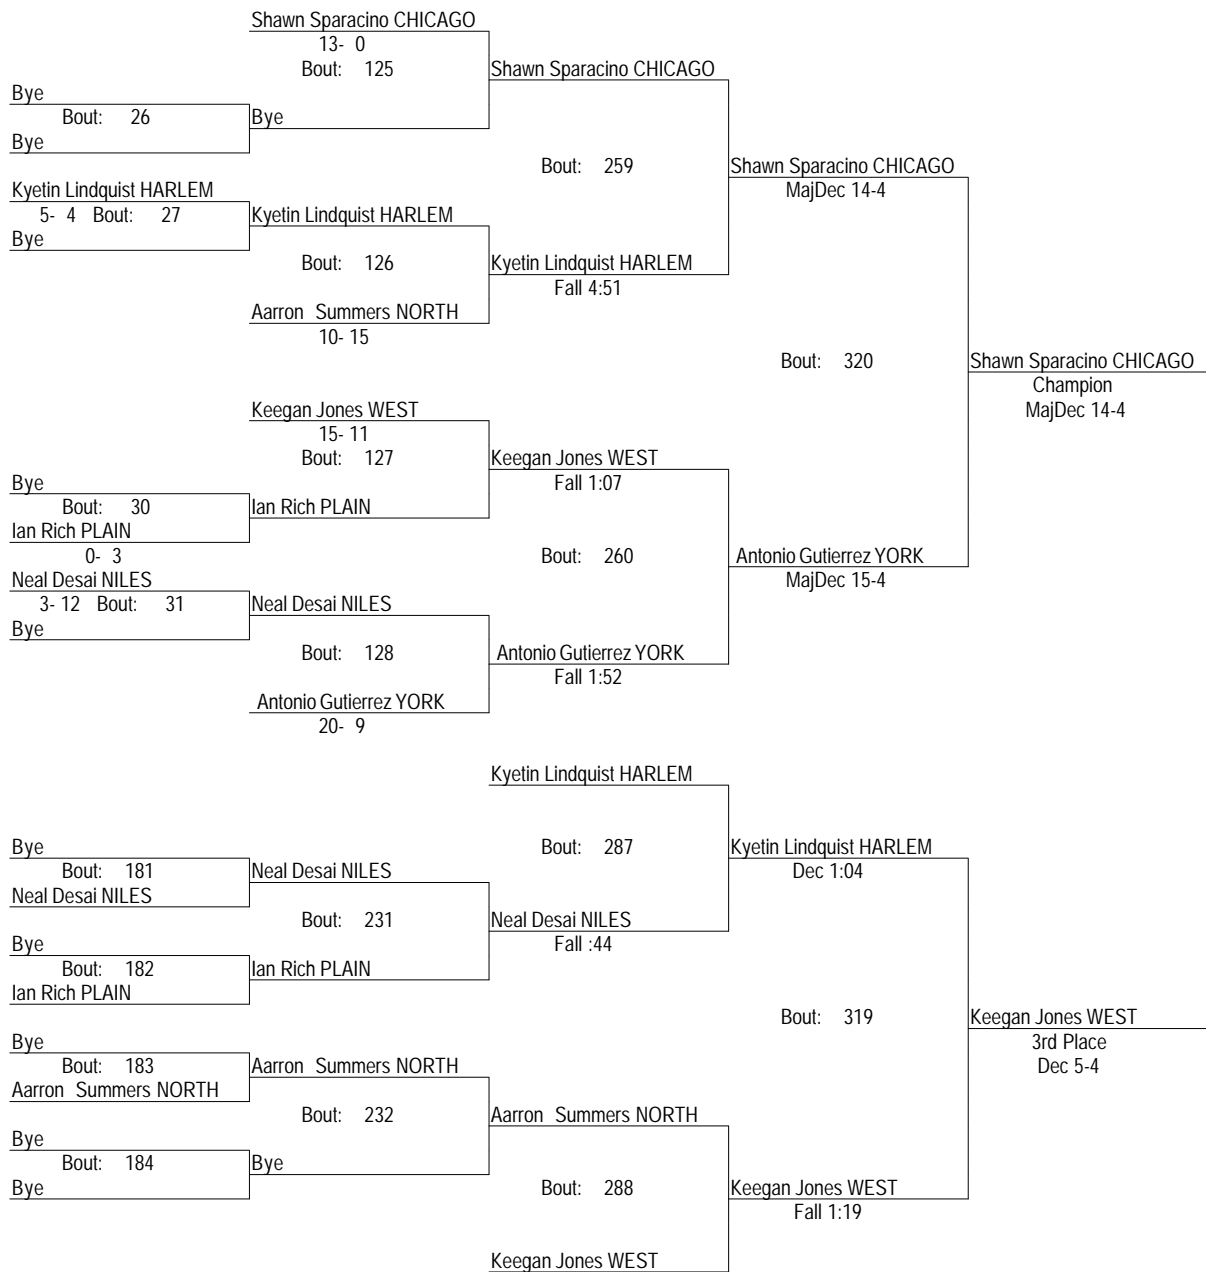 Shawn Sparacino CHICAGO
13- 0
Bout: 125
Shawn Sparacino CHICAGO
Bye
Bout: 26
Bye
Bye
Bout: 259
Shawn Sparacino CHICAGO
MajDec 14-4
Kyetin Lindquist HARLEM
5- 4 Bout: 27
Kyetin Lindquist HARLEM
Bye
Bout: 126
Kyetin Lindquist HARLEM
Fall 4:51
Aarron Summers NORTH
10- 15
Bout: 320
Shawn Sparacino CHICAGO
Champion
MajDec 14-4
Keegan Jones WEST
15- 11
Bout: 127
Keegan Jones WEST
Fall 1:07
Bye
Bout: 30
Ian Rich PLAIN
Ian Rich PLAIN
0- 3
Bout: 260
Antonio Gutierrez YORK
MajDec 15-4
Neal Desai NILES
3- 12 Bout: 31
Neal Desai NILES
Bye
Bout: 128
Antonio Gutierrez YORK
Fall 1:52
Antonio Gutierrez YORK
20- 9
Kyetin Lindquist HARLEM
Bout: 287
Kyetin Lindquist HARLEM
Dec 1:04
Bye
Bout: 181
Neal Desai NILES
Neal Desai NILES
Bout: 231
Neal Desai NILES
Fall :44
Bye
Bout: 182
Ian Rich PLAIN
Ian Rich PLAIN
Bout: 319
Keegan Jones WEST
3rd Place
Dec 5-4
Bye
Bout: 183
Aarron Summers NORTH
Aarron Summers NORTH
Bout: 232
Aarron Summers NORTH
Bye
Bout: 184
Bye
Bye
Bout: 288
Keegan Jones WEST
Fall 1:19
Keegan Jones WEST